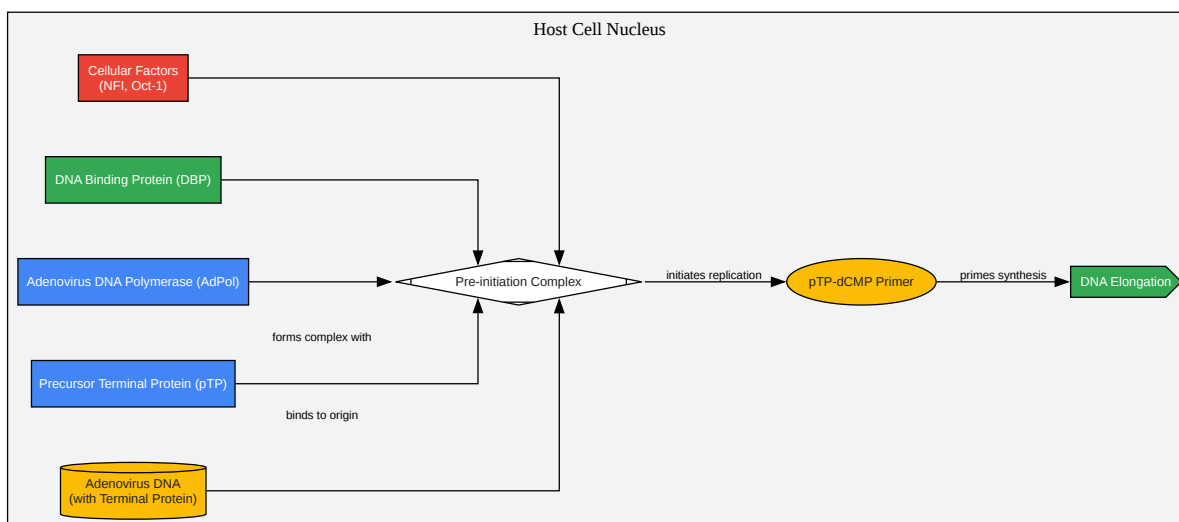 Host Cell Nucleus
Cellular Factors
(NFI, Oct-1)
DNA Binding Protein (DBP)
Adenovirus DNA Polymerase (AdPol)
Pre-initiation Complex
initiates replication
pTP-dCMP Primer
primes synthesis
DNA Elongation
forms complex with
Precursor Terminal Protein (pTP)
binds to origin
Adenovirus DNA
(with Terminal Protein)